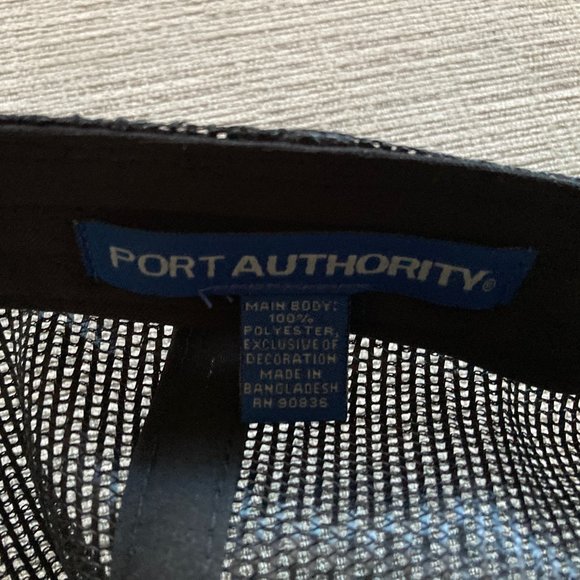 PORT AUTHORITY®
MAIN BODY:
100%
POLYESTER,
EXCLUSIVE OF
DECORATION
MADE IN
BANGLADESH
RN 90836